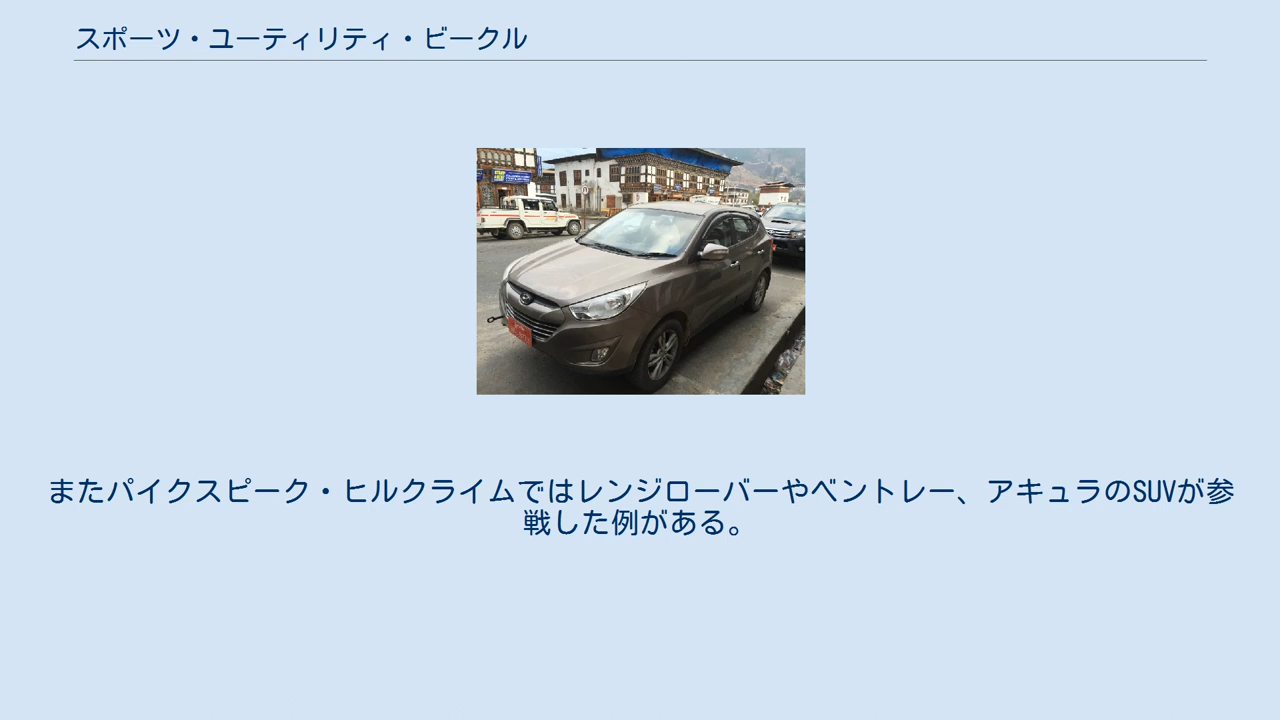 スポーツ・ユーティリティ・ビークル
またパイクスピーク・ヒルクライムではレンジローバーやベントレー、アキュラのSUVが参
戦した例がある。